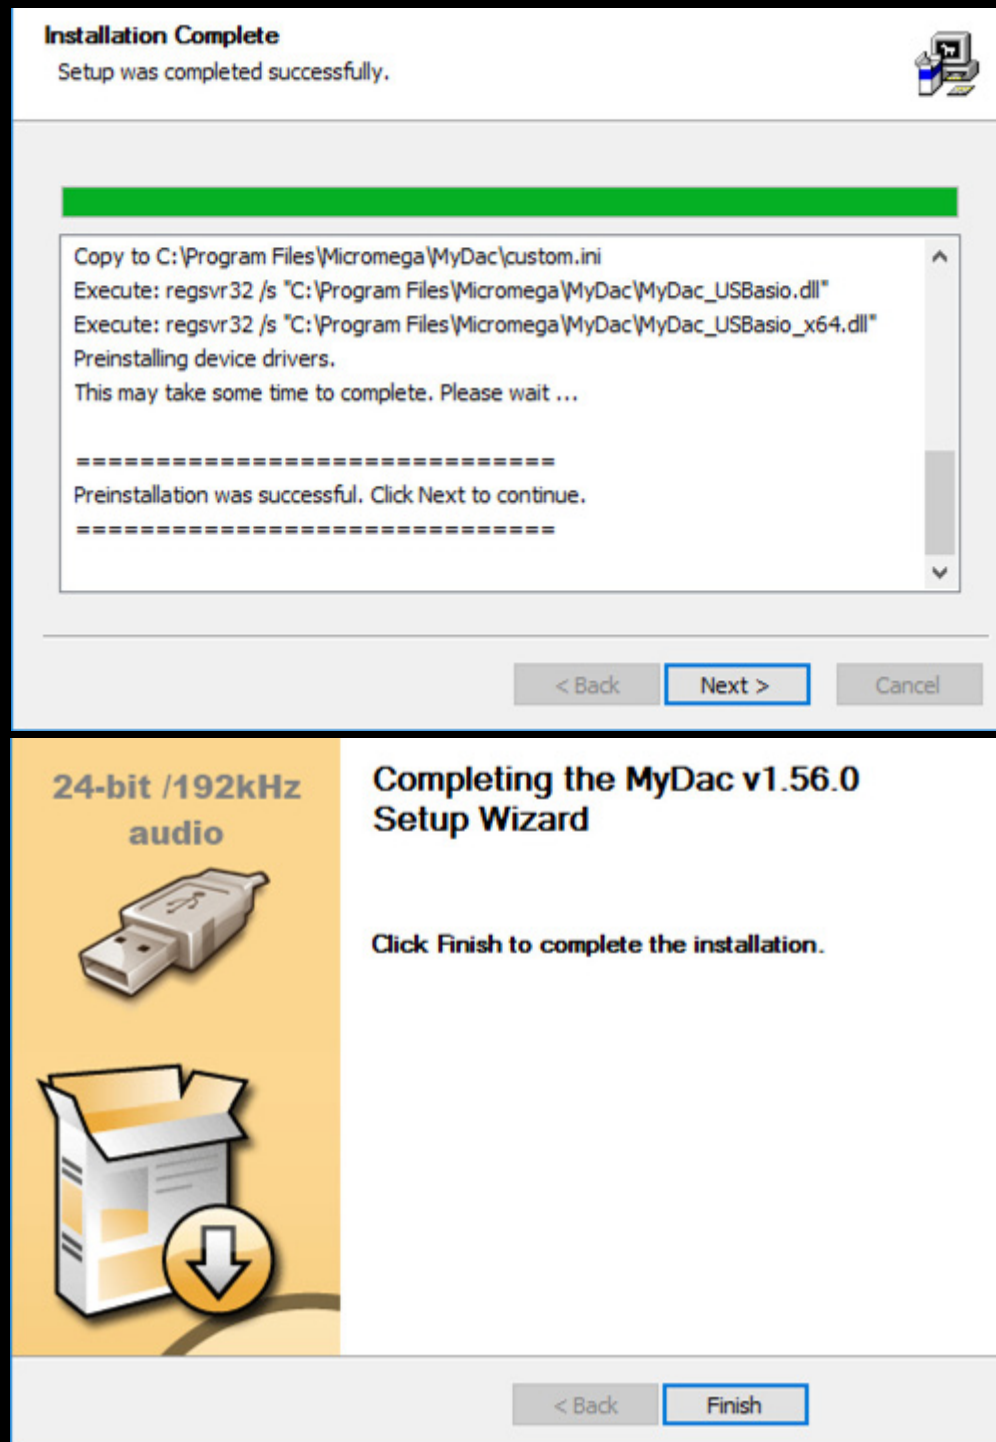 Installation Complete
Setup was completed successfully.
Copy to C:\Program Files\Micromega\MyDac\custom.ini
Execute: regsvr32 /s "C:\Program Files\Micromega\MyDac\MyDac_USBasio.dll"
Execute: regsvr32 /s "C:\Program Files\Micromega\MyDac\MyDac_USBasio_x64.dll"
Preinstalling device drivers.
This may take some time to complete. Please wait ...
==============================
Preinstallation was successful. Click Next to continue.
==============================
< Back
Next >
Cancel
24-bit /192kHz
audio
Completing the MyDac v1.56.0
Setup Wizard
Click Finish to complete the installation.
< Back
Finish